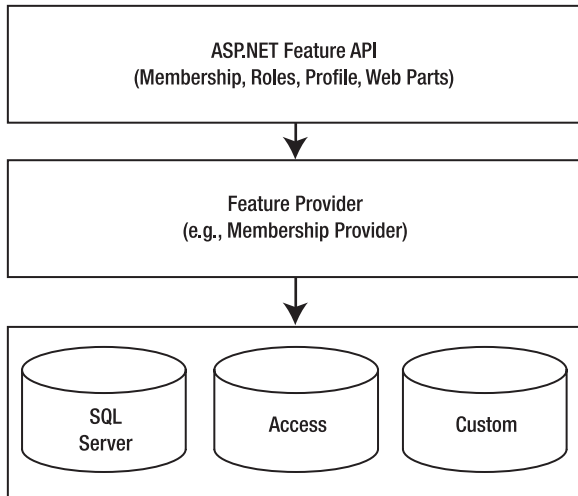 ASP.NET Feature API
(Membership, Roles, Profile, Web Parts)
Feature Provider
(e.g., Membership Provider)
SQL
Server
Access
Custom